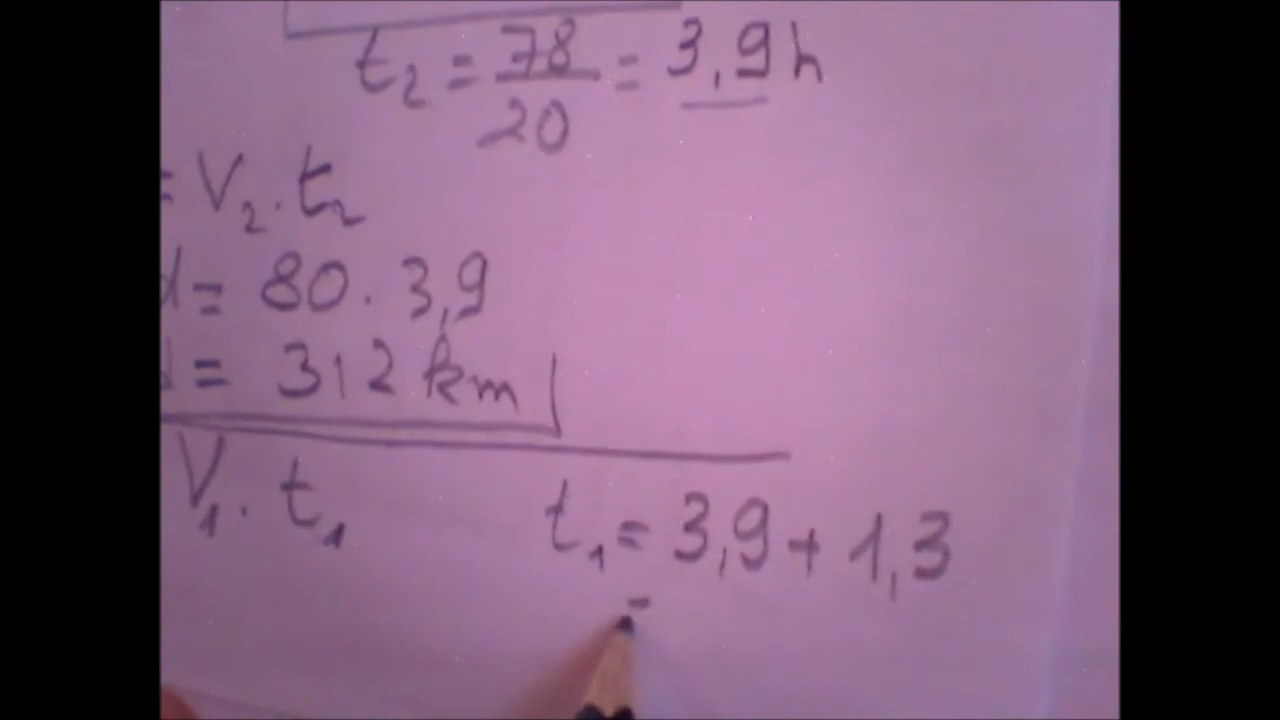 t₂ = 78/20 = 3,9 h
= V₂ . t₂
d = 80 . 3,9
d = 312 km
V₁ . t₁ t₁ = 3,9 + 1,3
=